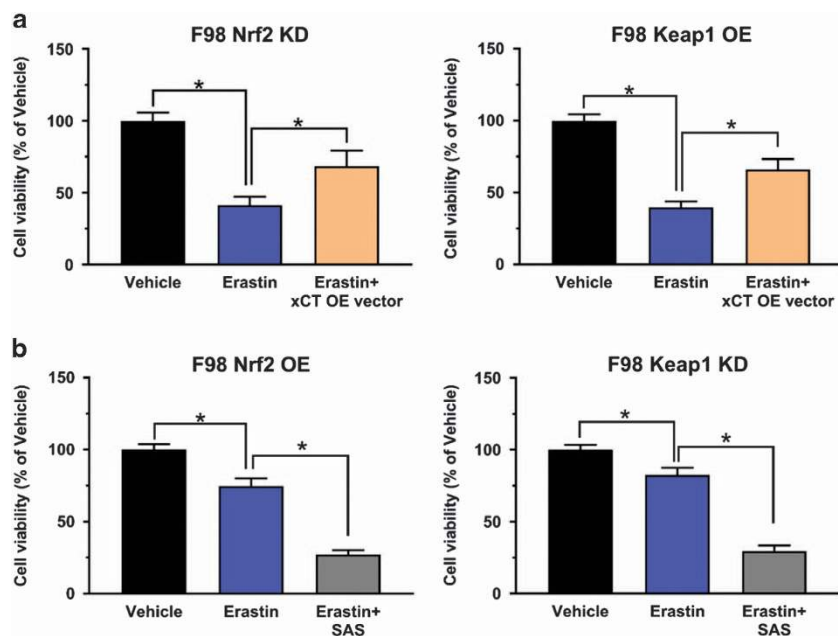 a
F98 Nrf2 KD
Cell viability (% of Vehicle)
150
100
50
0
*
*
Vehicle
Erastin
Erastin+
xCT OE vector
F98 Keap1 OE
Cell viability (% of Vehicle)
150
100
50
0
*
*
Vehicle
Erastin
Erastin+
xCT OE vector
b
F98 Nrf2 OE
Cell viability (% of Vehicle)
150
100
50
0
*
*
Vehicle
Erastin
Erastin+
SAS
F98 Keap1 KD
Cell viability (% of Vehicle)
150
100
50
0
*
*
Vehicle
Erastin
Erastin+
SAS